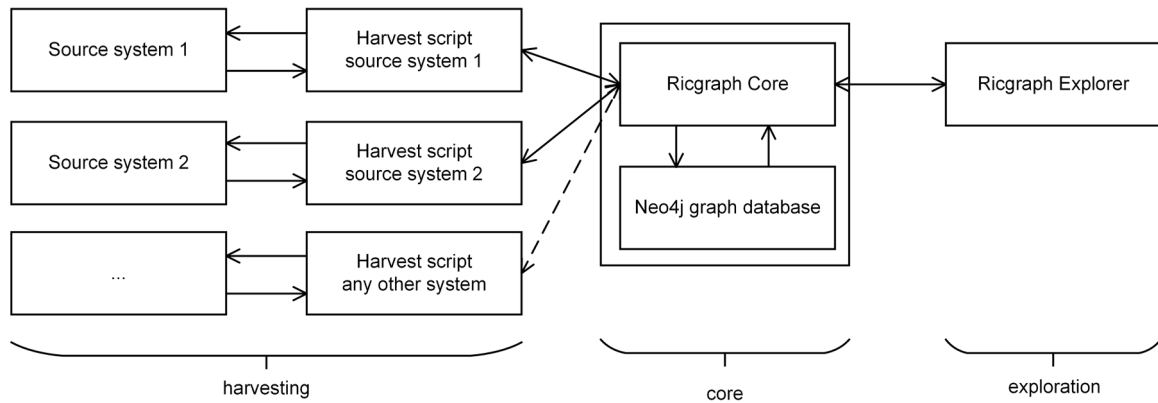 Source system 1
Harvest script
source system 1
Ricgraph Core
Ricgraph Explorer
Source system 2
Harvest script
source system 2
Neo4j graph database
...
Harvest script
any other system
harvesting
core
exploration